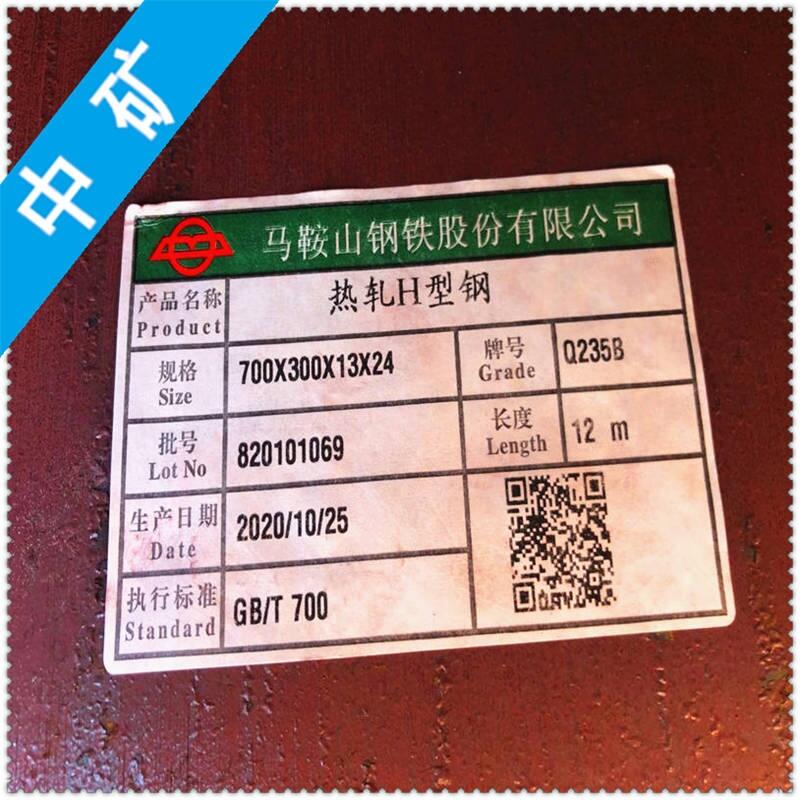 中矿
马鞍山钢铁股份有限公司
产品名称 热轧H型钢
Product
规格 700X300X13X24 牌号 Q235B
Size Grade
批号 820101069 长度 12 m
Lot No Length
生产日期 2020/10/25
Date
执行标准 GB/T 700
Standard